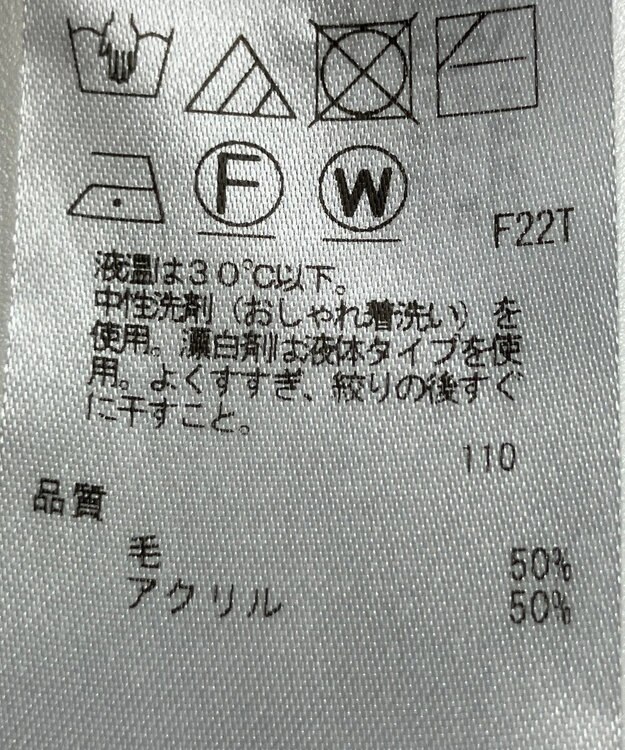 F
W
F22T
液温は30℃以下。
中性洗剤（おしゃれ着洗い）を
使用。漂白剤は液体タイプを使
用。よくすすぎ、絞りの後すぐ
に干すこと。
110
品質
毛 50%
アクリル 50%